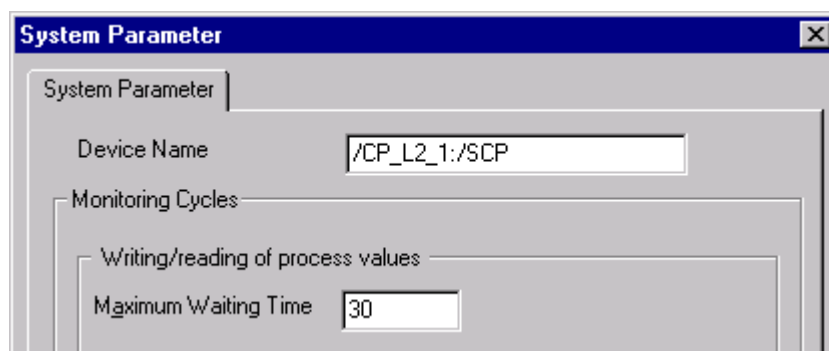 System Parameter
System Parameter
Device Name /CP_L2_1:/SCP
Monitoring Cycles
Writing/reading of process values
Maximum Waiting Time 30